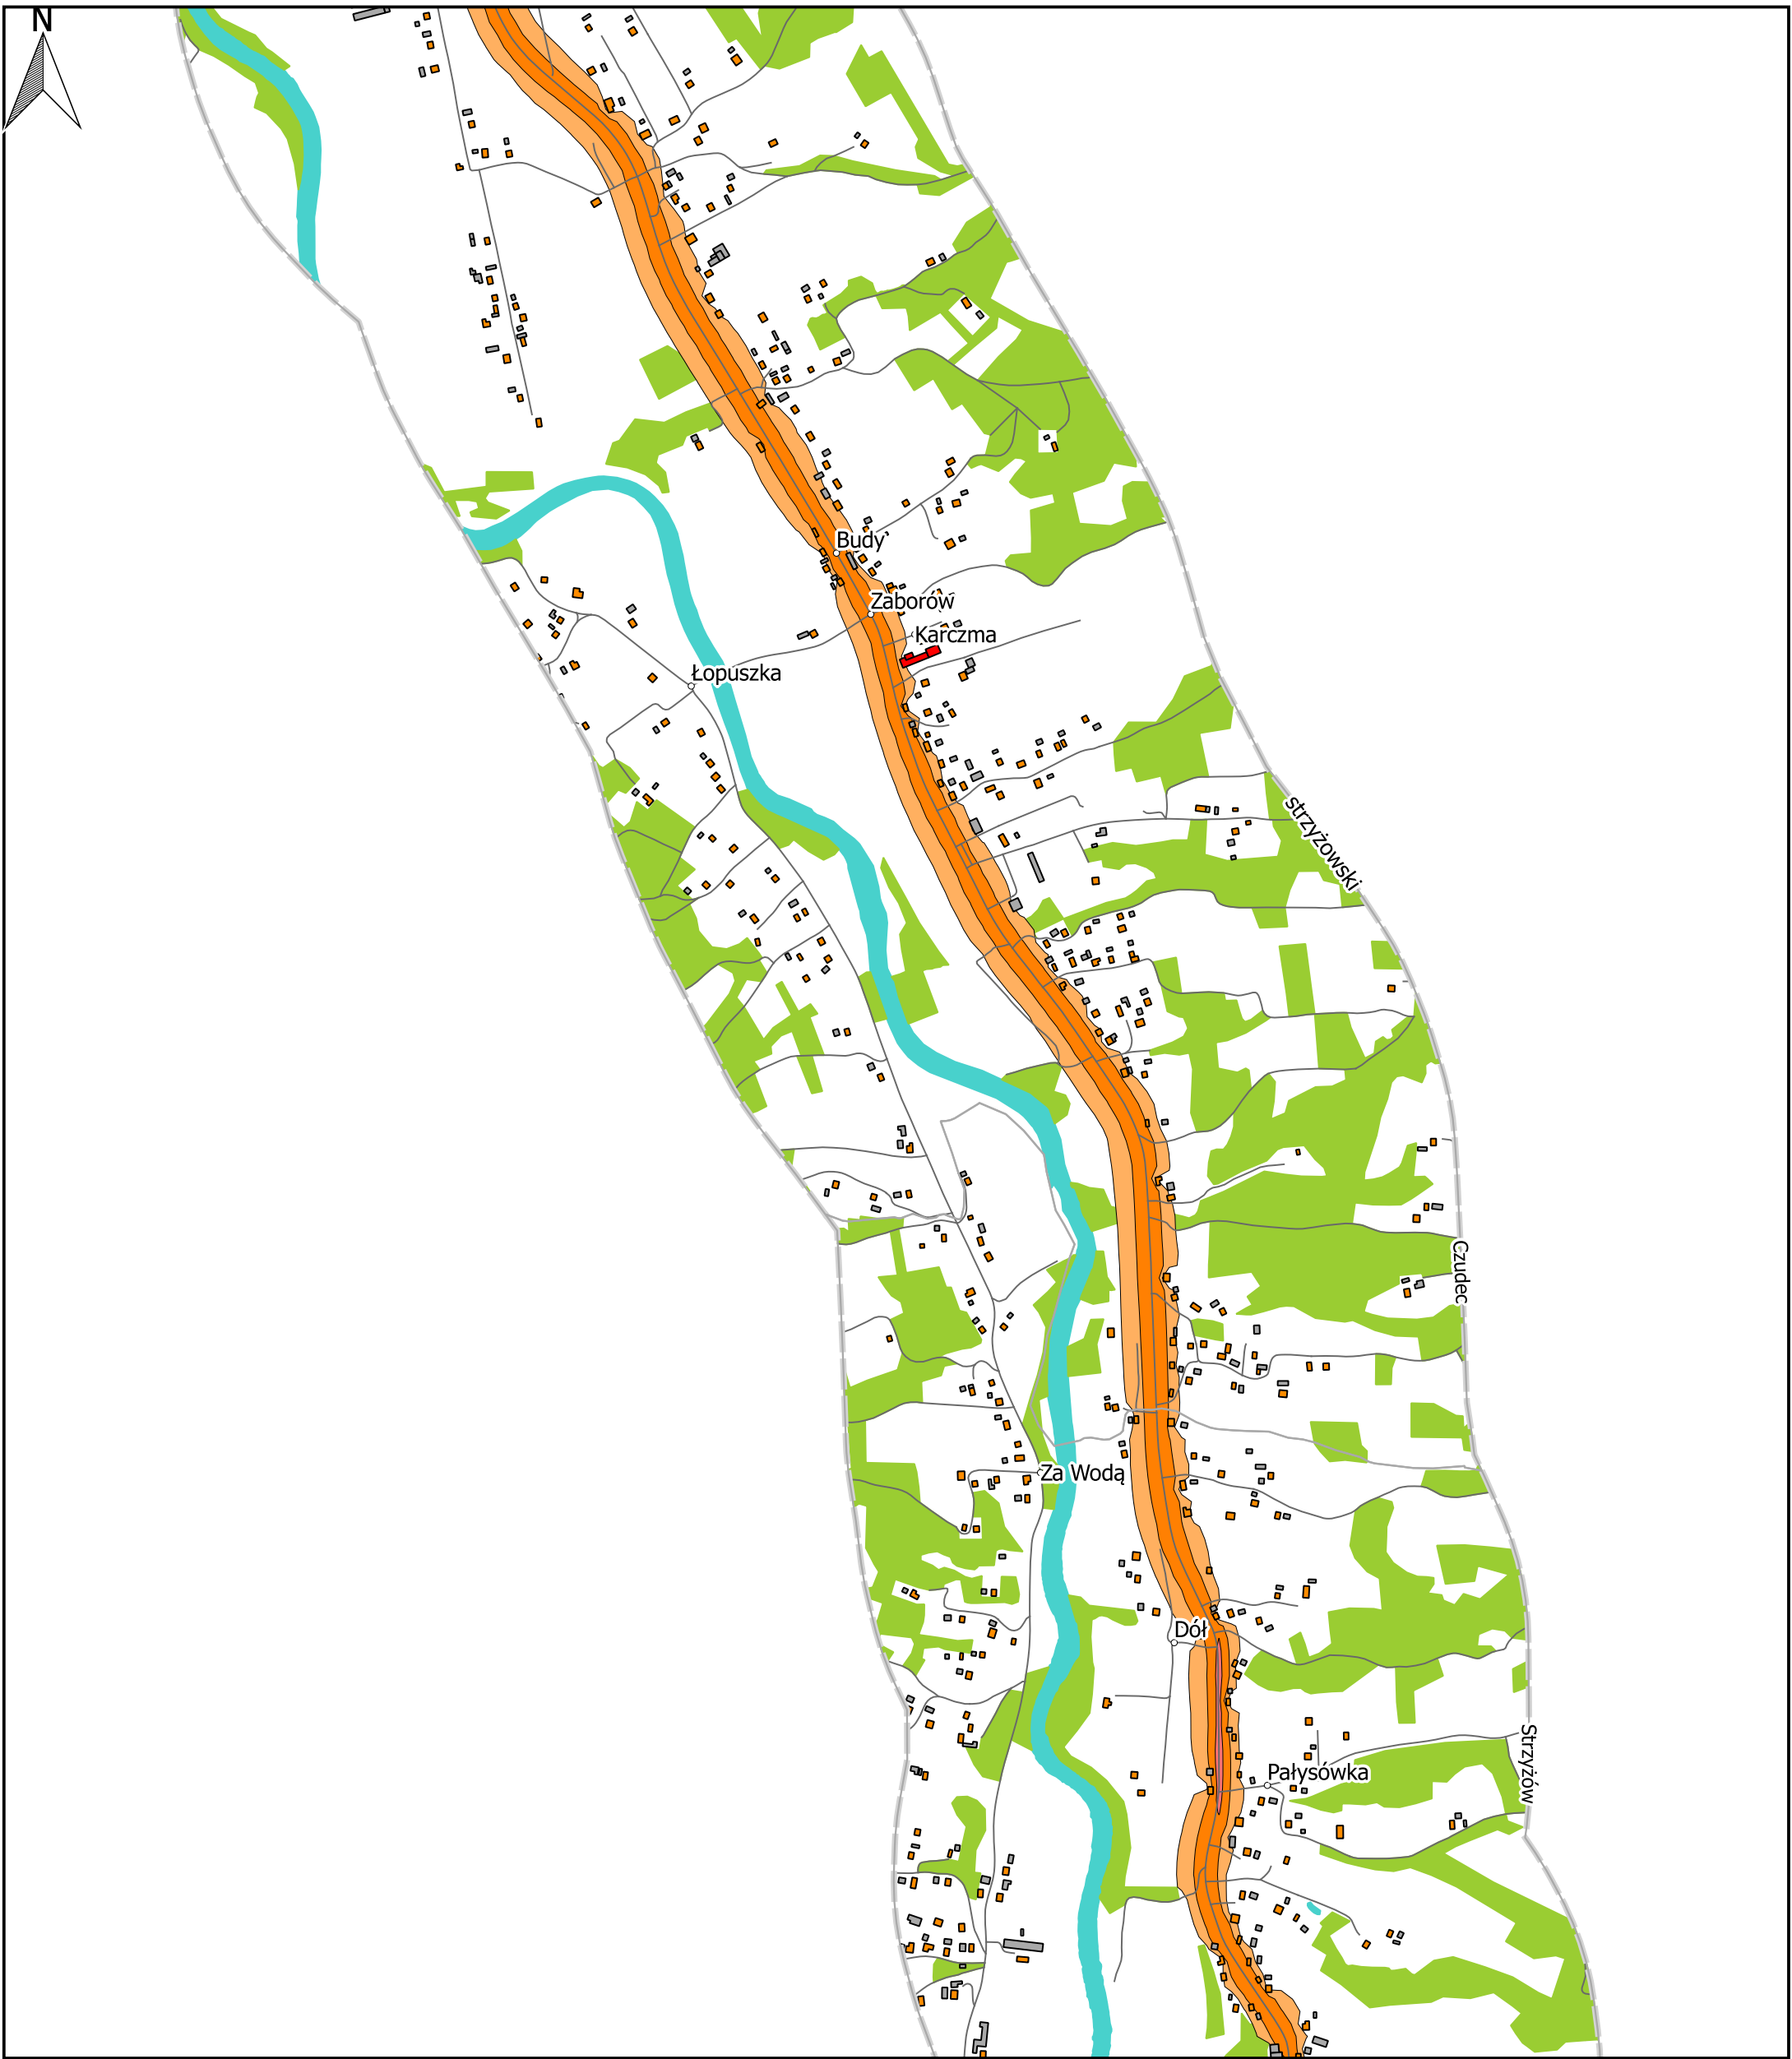 N
Budy
Zaborów
Karczma
Łopuszka
strzyżowski
Czudec
Za Wodą
Dół
Strzyżów
Pałysówka